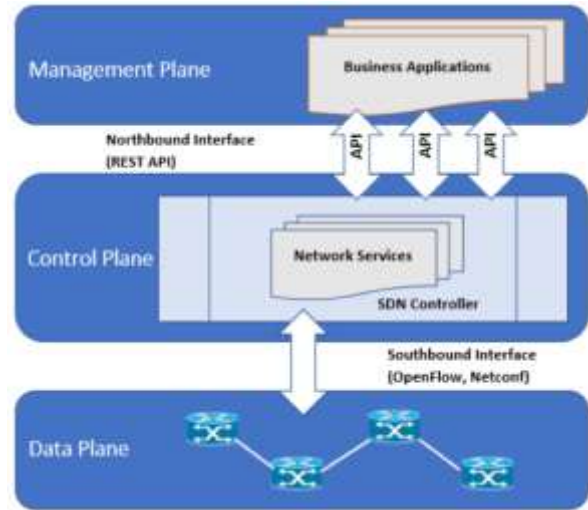 Management Plane
Business Applications
Northbound Interface
(REST API)
API
API
API
Control Plane
Network Services
SDN Controller
Southbound Interface
(OpenFlow, Netconf)
Data Plane